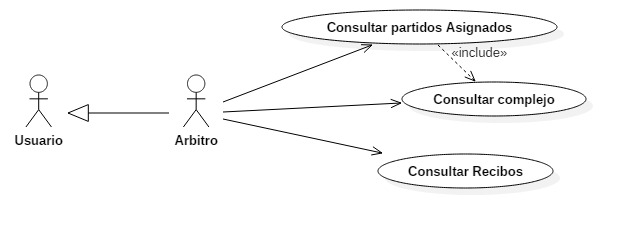 Consultar partidos Asignados
«include»
Consultar complejo
Usuario
Arbitro
Consultar Recibos